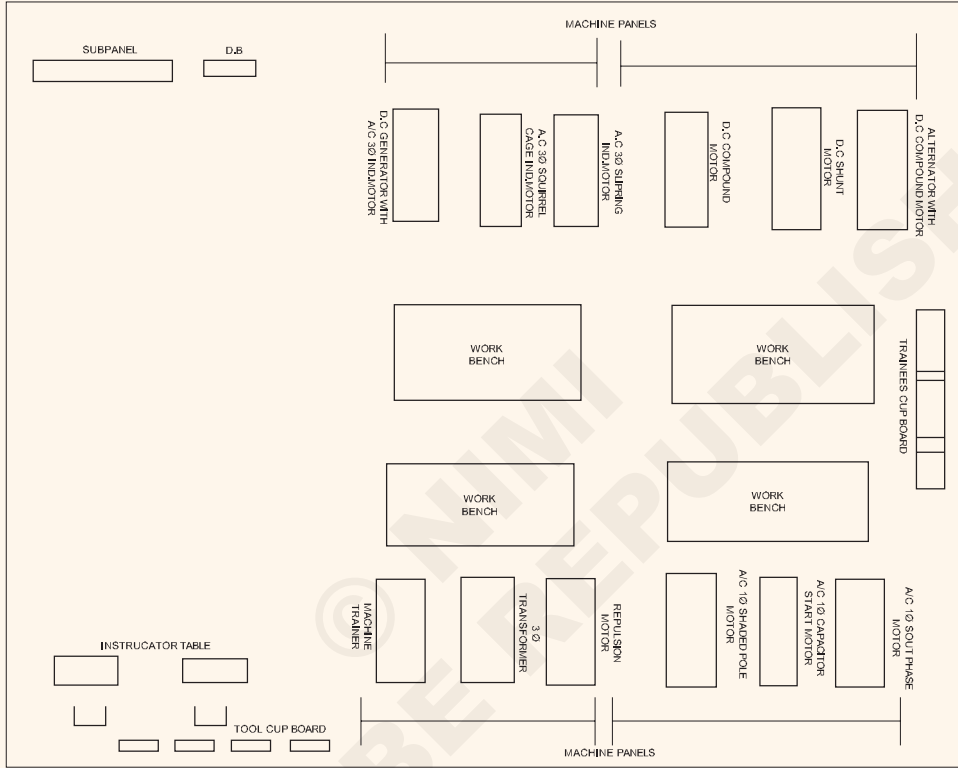 MACHINE PANELS
SUBPANEL
D.B
D.C GENERATOR WITH
A/C 3Ø IND.MOTOR
A.C 3Ø SQUIRREL
CAGE IND.MOTOR
A.C 3Ø SLIPRING
IND.MOTOR
D.C COMPOUND
MOTOR
D.C SHUNT
MOTOR
ALTERNATOR WITH
D.C COMPOUND MOTOR
WORK
BENCH
WORK
BENCH
TRAINEES CUP BOARD
WORK
BENCH
WORK
BENCH
MACHINE
TRAINER
3 Ø
TRANSFORMER
REPULSION
MOTOR
A/C 1Ø SHADED POLE
MOTOR
A/C 1Ø CAPACITOR
START MOTOR
A/C 1Ø SOUT PHASE
MOTOR
INSTRUCATOR TABLE
TOOL CUP BOARD
MACHINE PANELS
© NIMI
BE REPUBLISH